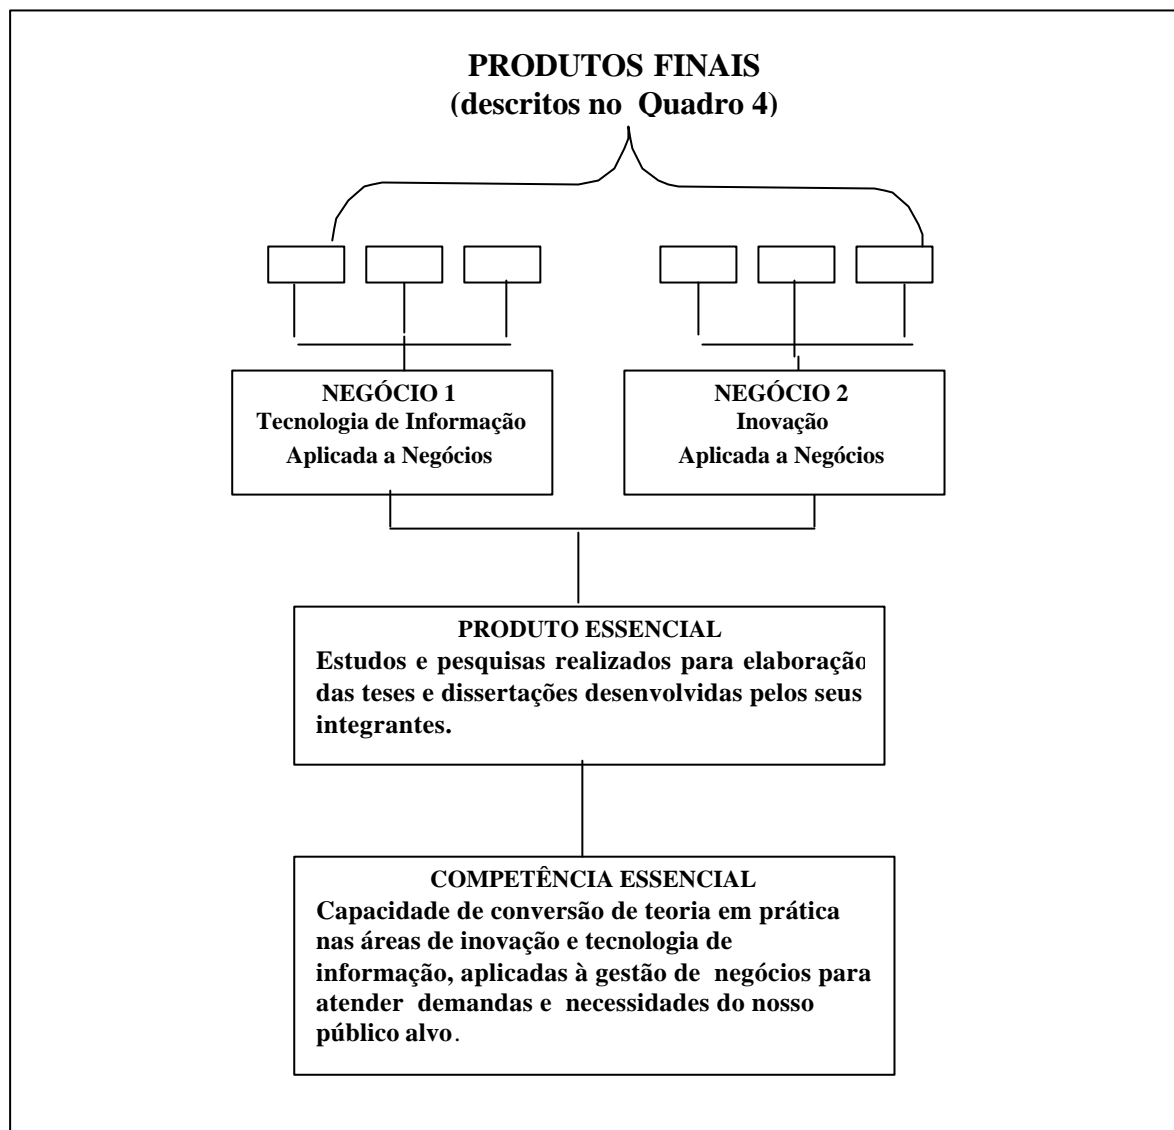 PRODUTOS FINAIS
(descritos no Quadro 4)
NEGÓCIO 1
Tecnologia de Informação
Aplicada a Negócios
NEGÓCIO 2
Inovação
Aplicada a Negócios
PRODUTO ESSENCIAL
Estudos e pesquisas realizados para elaboração
das teses e dissertações desenvolvidas pelos seus
integrantes.
COMPETÊNCIA ESSENCIAL
Capacidade de conversão de teoria em prática
nas áreas de inovação e tecnologia de
informação, aplicadas à gestão de negócios para
atender demandas e necessidades do nosso
público alvo.